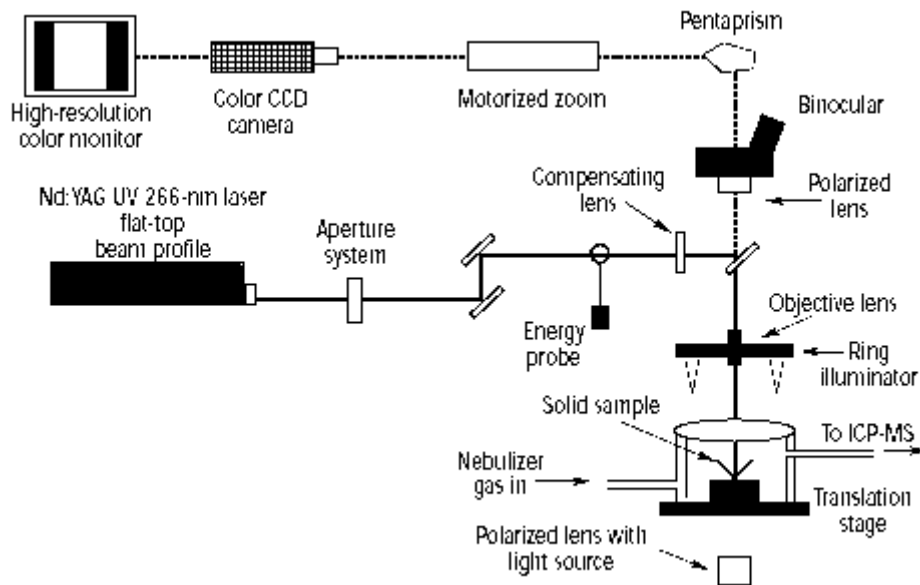 Pentaprism
High-resolution
color monitor
Color CCD
camera
Motorized zoom
Binocular
Polarized
lens
Compensating
lens
Nd:YAG UV 266-nm laser
flat-top
beam profile
Aperture
system
Energy
probe
Objective lens
Ring
illuminator
Solid sample
To ICP-MS
Nebulizer
gas in
Translation
stage
Polarized lens with
light source